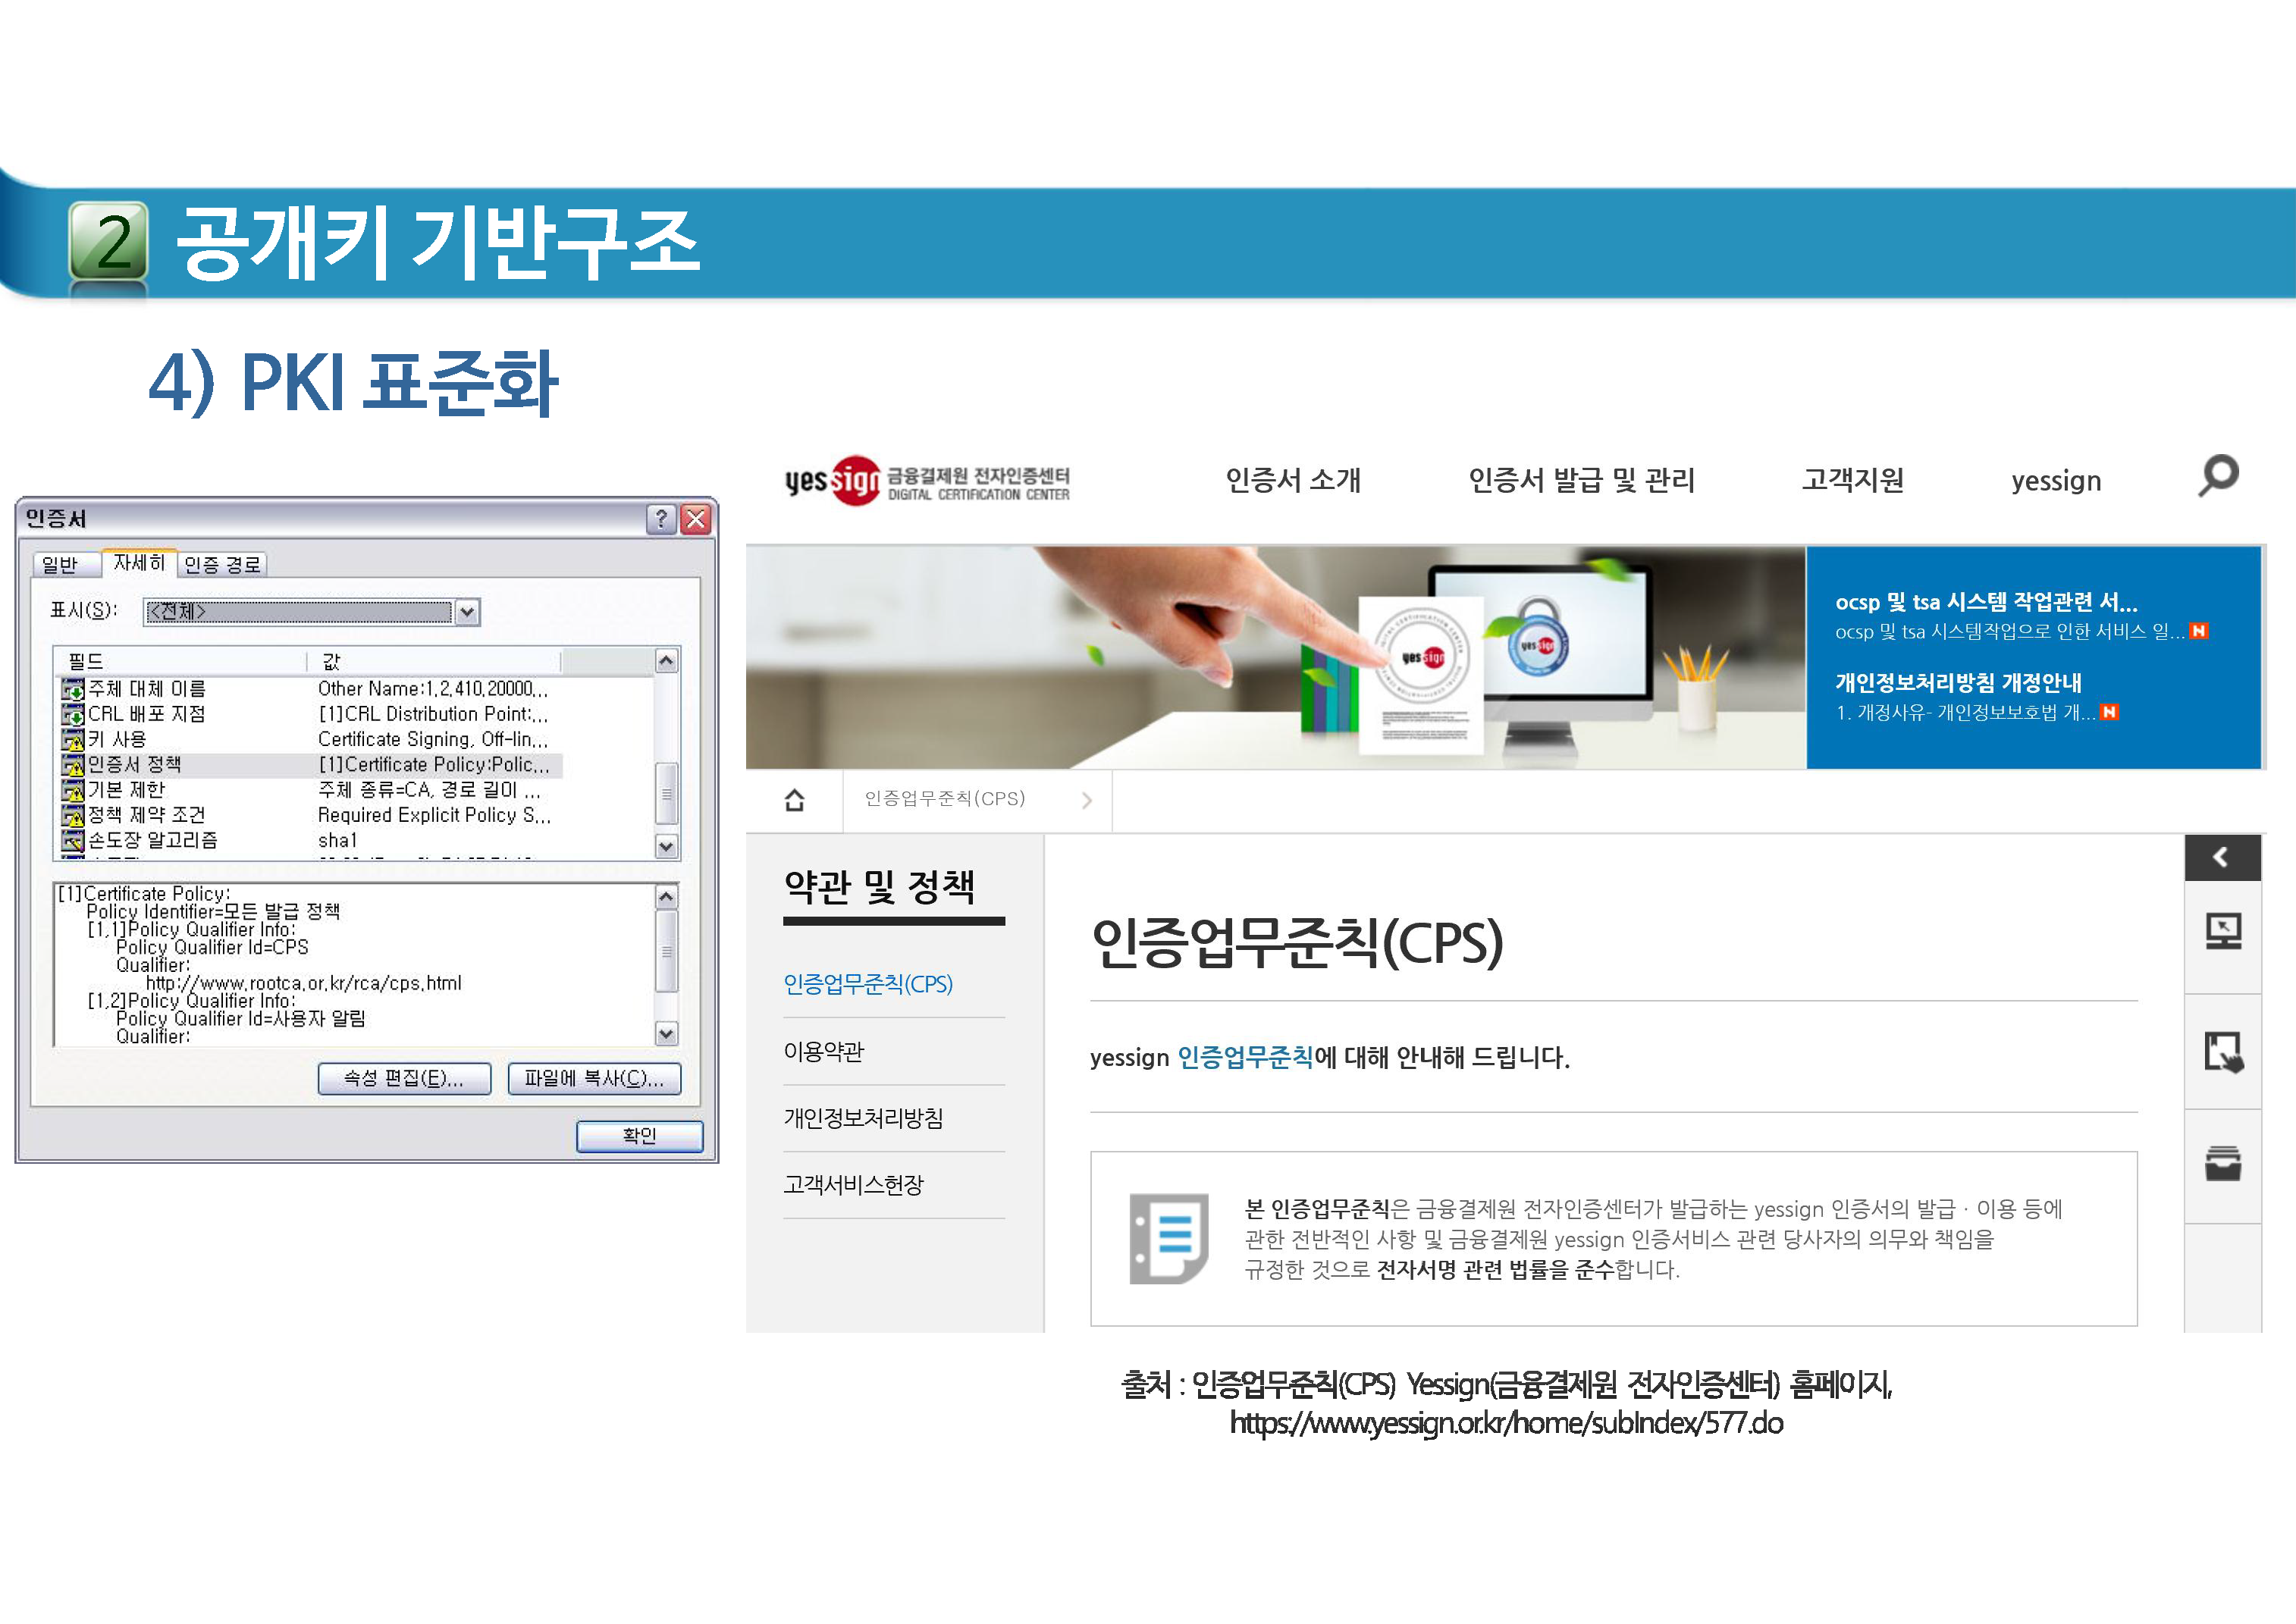 2 공개키 기반구조
4) PKI 표준화
인증서
일반 자세히 인증 경로
표시(S): <전체>
필드 값
주체 대체 이름 Other Name:1.2.410.20000...
CRL 배포 지점 [1]CRL Distribution Point:...
키 사용 Certificate Signing, Off-lin...
인증서 정책 [1]Certificate Policy:Polic...
기본 제한 주체 종류=CA, 경로 길이 ...
정책 제약 조건 Required Explicit Policy S...
손도장 알고리즘 sha1
[1]Certificate Policy:
Policy Identifier=모든 발급 정책
[1,1]Policy Qualifier Info:
Policy Qualifier Id=CPS
Qualifier:
http://www.rootca.or.kr/rca/cps.html
[1,2]Policy Qualifier Info:
Policy Qualifier Id=사용자 알림
Qualifier:
속성 편집(E)... 파일에 복사(C)...
확인
yessign 금융결제원 전자인증센터
DIGITAL CERTIFICATION CENTER
인증서 소개 인증서 발급 및 관리 고객지원 yessign
yessign
yessign
ocsp 및 tsa 시스템 작업관련 서...
ocsp 및 tsa 시스템작업으로 인한 서비스 일... N
개인정보처리방침 개정안내
1. 개정사유- 개인정보보호법 개... N
인증업무준칙(CPS)
약관 및 정책
인증업무준칙(CPS)
이용약관
개인정보처리방침
고객서비스헌장
인증업무준칙(CPS)
yessign 인증업무준칙에 대해 안내해 드립니다.
본 인증업무준칙은 금융결제원 전자인증센터가 발급하는 yessign 인증서의 발급 · 이용 등에
관한 전반적인 사항 및 금융결제원 yessign 인증서비스 관련 당사자의 의무와 책임을
규정한 것으로 전자서명 관련 법률을 준수합니다.
출처 : 인증업무준칙(CPS) Yessign(금융결제원 전자인증센터) 홈페이지,
https://www.yessign.or.kr/home/subIndex/577.do